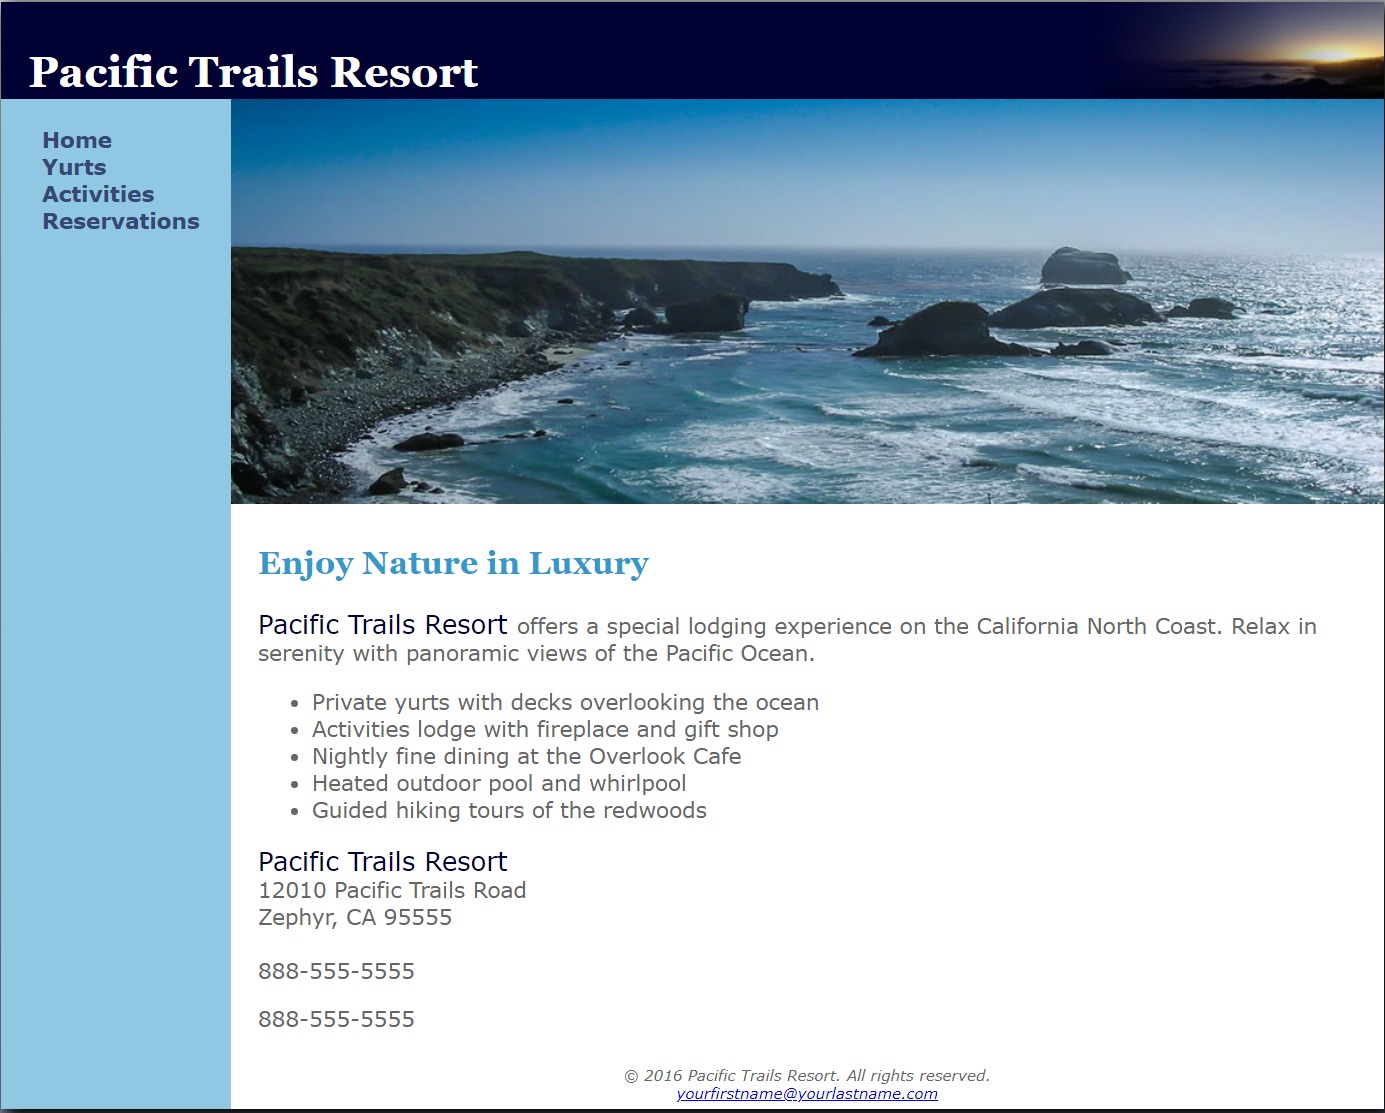 Pacific Trails Resort
Home
Yurts
Activities
Reservations
Enjoy Nature in Luxury
Pacific Trails Resort offers a special lodging experience on the California North Coast. Relax in
serenity with panoramic views of the Pacific Ocean.
• Private yurts with decks overlooking the ocean
• Activities lodge with fireplace and gift shop
• Nightly fine dining at the Overlook Cafe
• Heated outdoor pool and whirlpool
• Guided hiking tours of the redwoods
Pacific Trails Resort
12010 Pacific Trails Road
Zephyr, CA 95555
888-555-5555
888-555-5555
© 2016 Pacific Trails Resort. All rights reserved.
yourfirstname@yourlastname.com